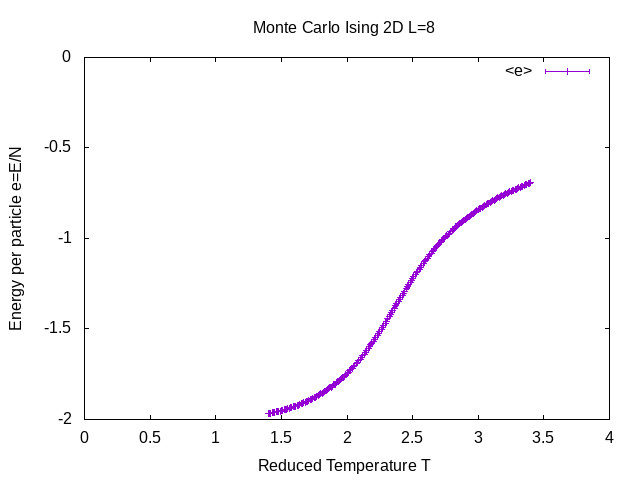 Monte Carlo Ising 2D L=8
<e>
0
-0.5
-1
-1.5
-2
Energy per particle e=E/N
0 0.5 1 1.5 2 2.5 3 3.5 4
Reduced Temperature T